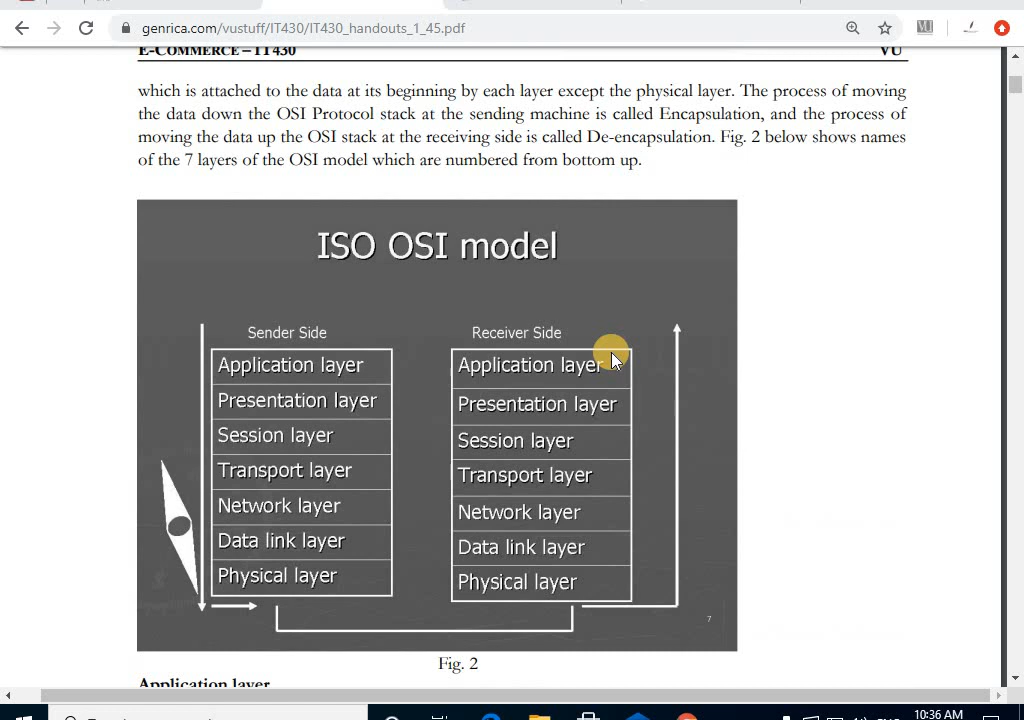 genrica.com/vustuff/IT430/IT430_handouts_1_45.pdf
E-COMMERCE – IT430 VU
which is attached to the data at its beginning by each layer except the physical layer. The process of moving
the data down the OSI Protocol stack at the sending machine is called Encapsulation, and the process of
moving the data up the OSI stack at the receiving side is called De-encapsulation. Fig. 2 below shows names
of the 7 layers of the OSI model which are numbered from bottom up.
ISO OSI model
Sender Side
Application layer
Presentation layer
Session layer
Transport layer
Network layer
Data link layer
Physical layer
Receiver Side
Application layer
Presentation layer
Session layer
Transport layer
Network layer
Data link layer
Physical layer
7
Fig. 2
Application layer
10:36 AM